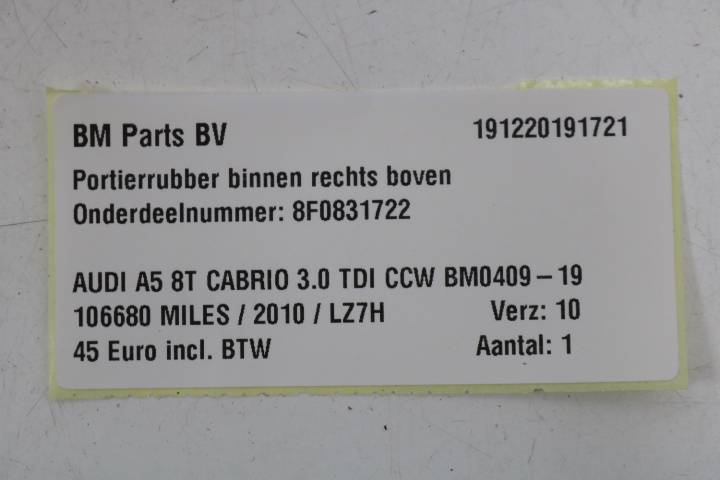 BM Parts BV 191220191721
Portierrubber binnen rechts boven
Onderdeelnummer: 8F0831722
AUDI A5 8T CABRIO 3.0 TDI CCW BM0409 – 19
106680 MILES / 2010 / LZ7H Verz: 10
45 Euro incl. BTW Aantal: 1